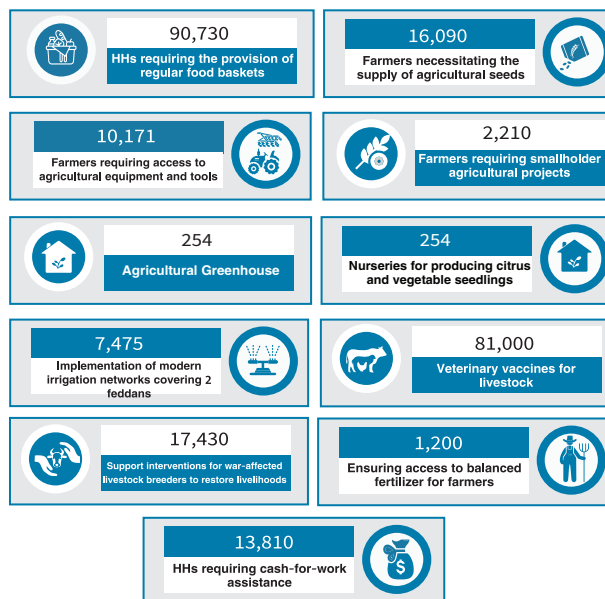 90,730
HHs requiring the provision of
regular food baskets
16,090
Farmers necessitating the
supply of agricultural seeds
10,171
Farmers requiring access to
agricultural equipment and tools
2,210
Farmers requiring smallholder
agricultural projects
254
Agricultural Greenhouse
254
Nurseries for producing citrus
and vegetable seedlings
7,475
Implementation of modern
irrigation networks covering 2
feddans
81,000
Veterinary vaccines for
livestock
17,430
Support interventions for war-affected
livestock breeders to restore livelihoods
1,200
Ensuring access to balanced
fertilizer for farmers
13,810
HHs requiring cash-for-work
assistance
$